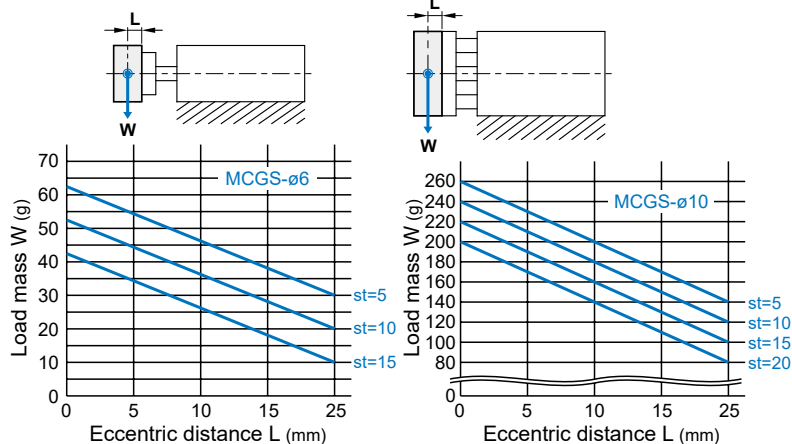 L
W
L
W
Load mass W (g)
70
60
50
40
30
20
10
0
MCGS-ø6
st=5
st=10
st=15
0 5 10 15 25
Eccentric distance L (mm)
Load mass W (g)
260
240
220
200
180
160
140
120
100
80
0
MCGS-ø10
st=5
st=10
st=15
st=20
0 5 10 15 25
Eccentric distance L (mm)